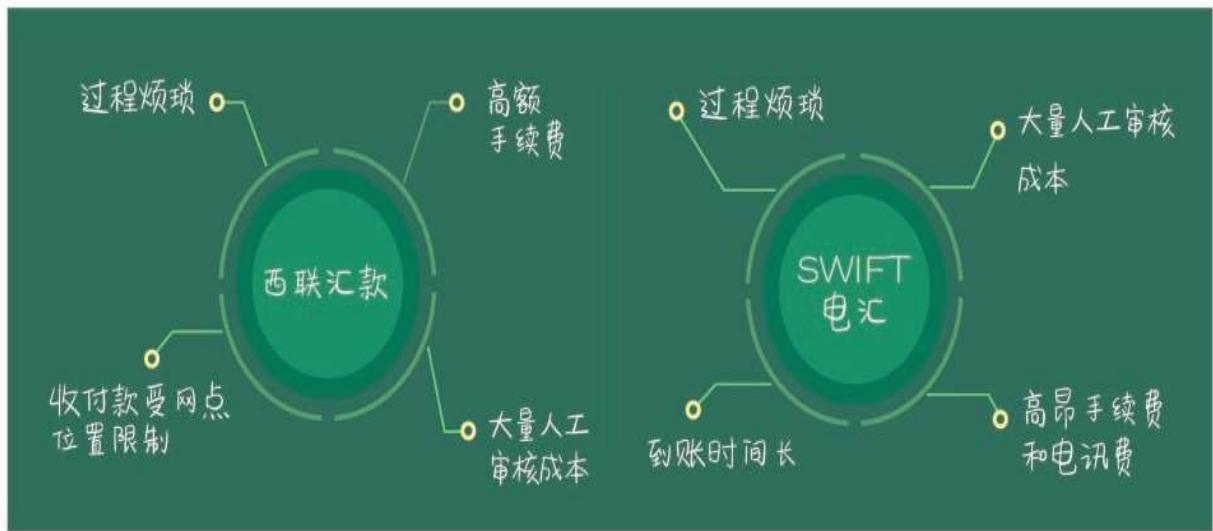 过程烦琐
高额
手续费
西联汇款
收付款受网点
位置限制
大量人工
审核成本
过程烦琐
大量人工审核
成本
SWIFT
电汇
到账时间长
高昂手续费
和电讯费